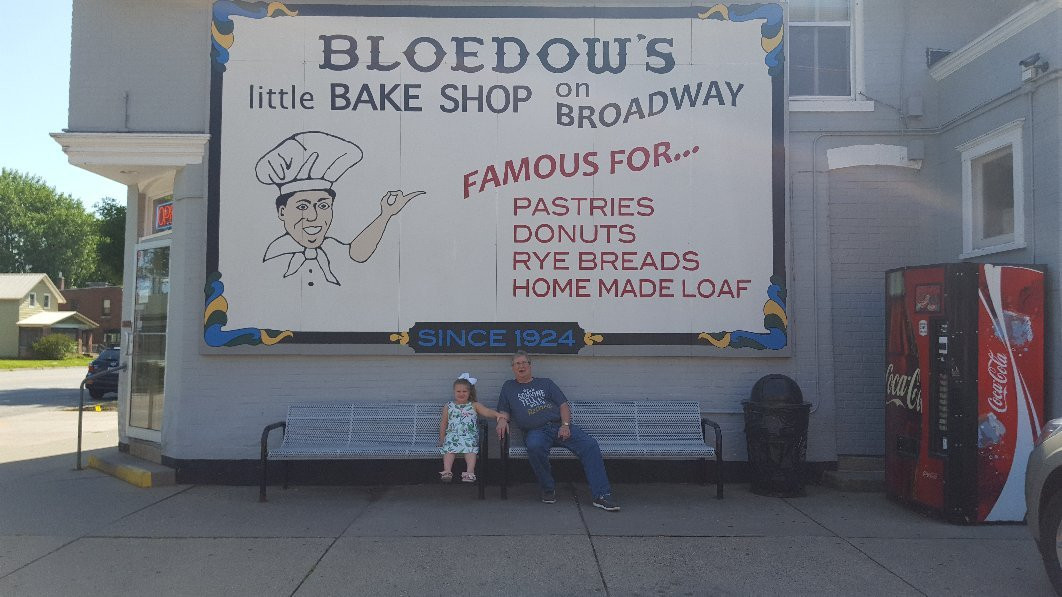 BLOEDOW'S
little BAKE SHOP on BROADWAY
FAMOUS FOR...
PASTRIES
DONUTS
RYE BREADS
HOME MADE LOAF
SINCE 1924
Coca-Cola
Coca-Cola